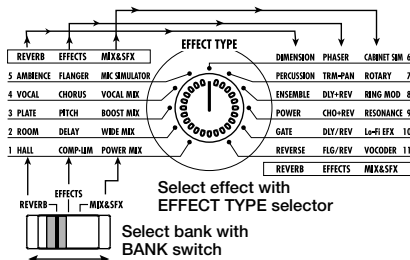 EFFECT TYPE
REVERB EFFECTS MIX&SFX
5 AMBIENCE FLANGER MIC SIMULATOR
4 VOCAL CHORUS VOCAL MIX
3 PLATE PITCH BOOST MIX
2 ROOM DELAY WIDE MIX
1 HALL COMP-LIM POWER MIX
DIMENSION PHASER CABINET SIM 6
PERCUSSION TRM-PAN ROTARY 7
ENSEMBLE DLY+REV RING MOD 8
POWER CHO+REV RESONANCE 9
GATE DLY/REV Lo-Fi EFX 10
REVERSE FLG/REV VOCODER 11
REVERB EFFECTS MIX&SFX
Select effect with
EFFECT TYPE selector
EFFECTS
REVERB MIX&SFX
Select bank with
BANK switch